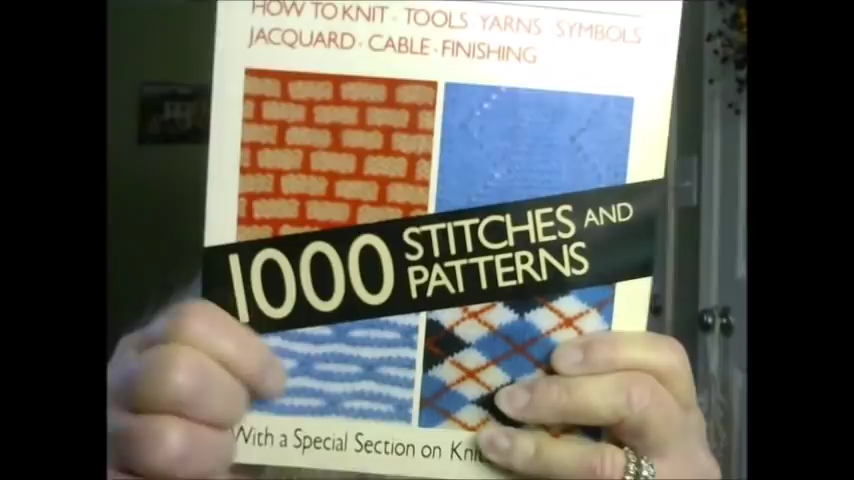 HOW TO KNIT · TOOLS YARNS SYMBOLS
JACQUARD · CABLE · FINISHING
1000 STITCHES AND
PATTERNS
With a Special Section on